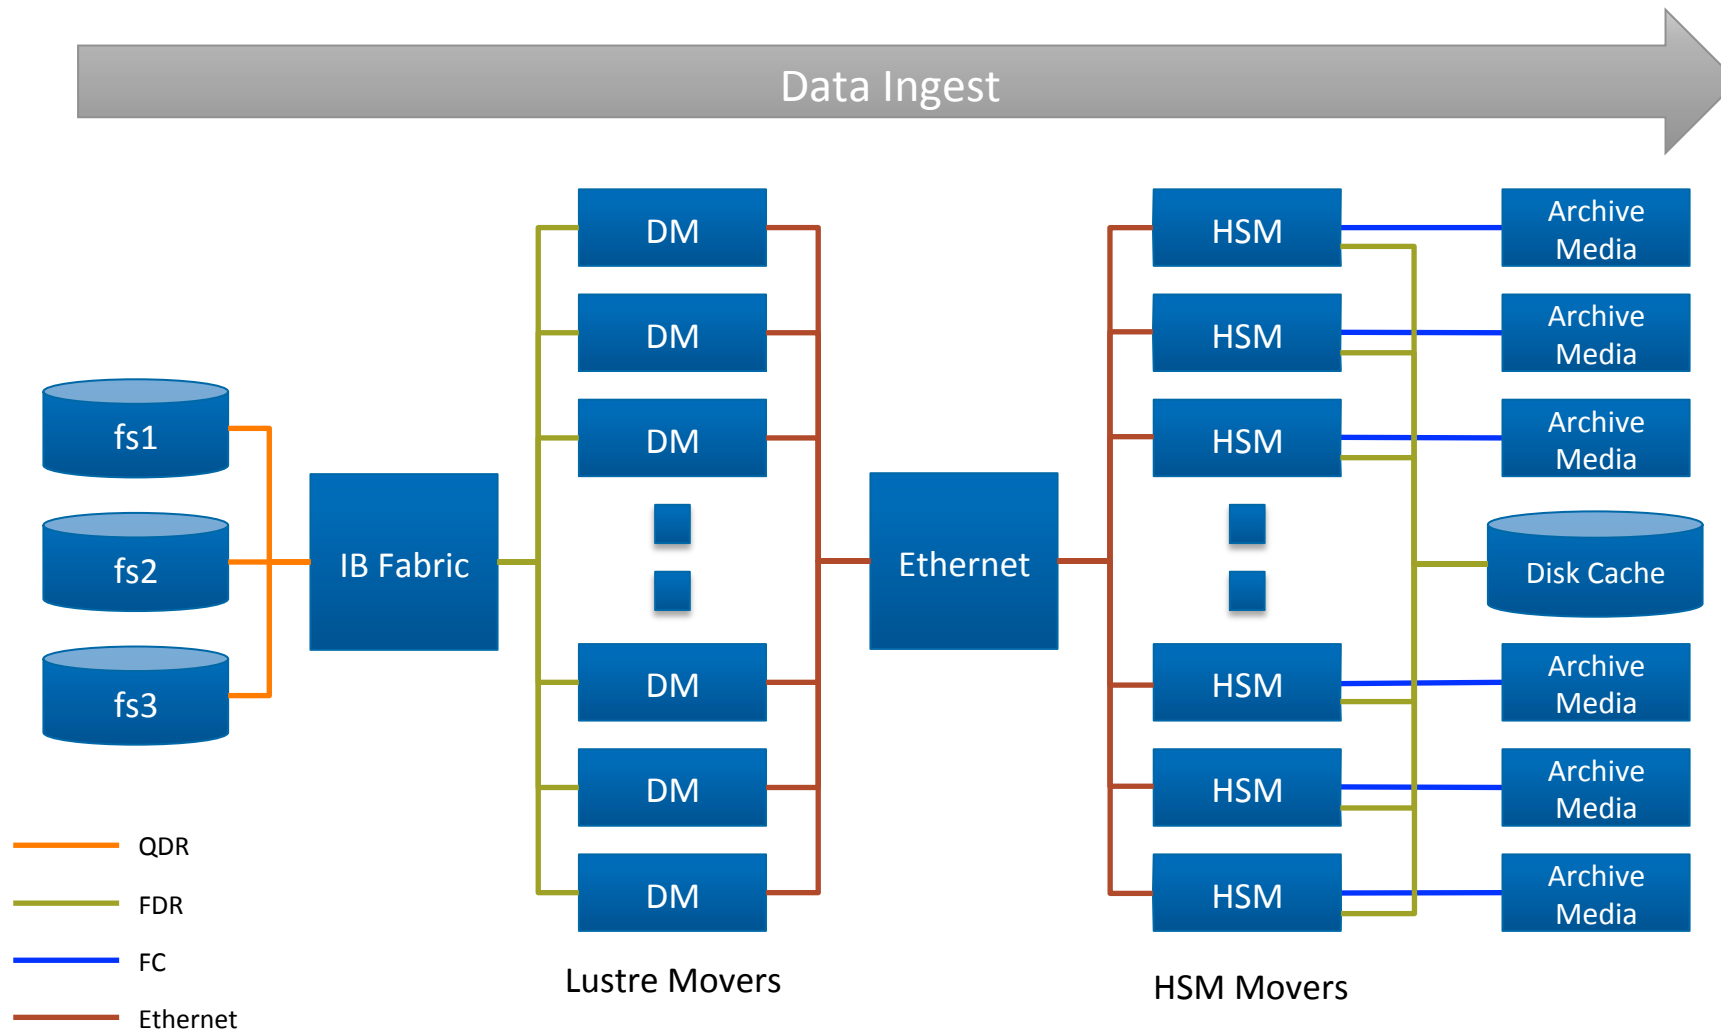 Data Ingest
fs1
fs2
fs3
IB Fabric
DM
DM
DM
DM
DM
DM
Lustre Movers
Ethernet
HSM
HSM
HSM
HSM
HSM
HSM
HSM Movers
Archive
Media
Archive
Media
Archive
Media
Disk Cache
Archive
Media
Archive
Media
Archive
Media
QDR
FDR
FC
Ethernet